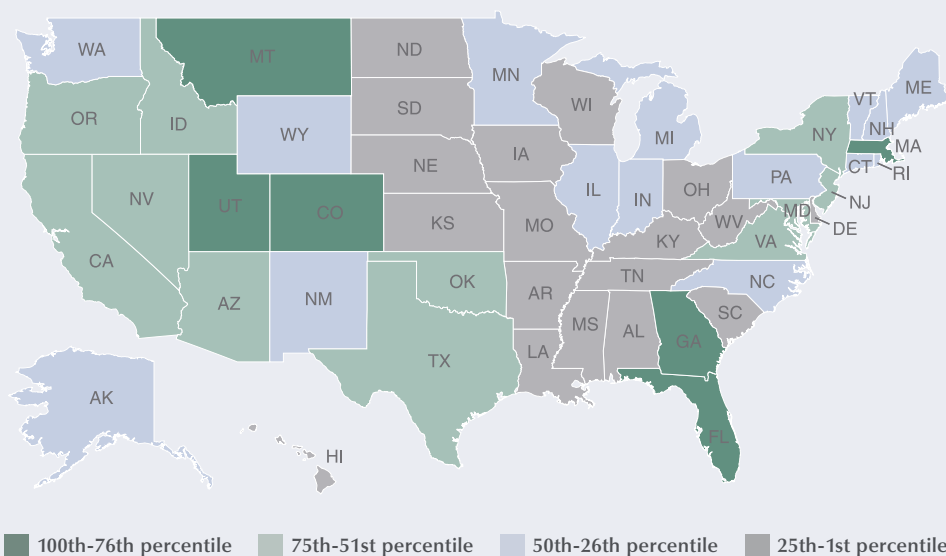 WA
MT
ND
MN
ME
VT
NH
MA
CT
RI
OR
ID
WY
SD
WI
MI
NY
PA
NJ
MD
DE
NV
UT
CO
NE
IA
IL
IN
OH
WV
VA
CA
AZ
NM
KS
MO
KY
NC
OK
AR
TN
SC
TX
LA
MS
AL
GA
FL
AK
HI
100th-76th percentile
75th-51st percentile
50th-26th percentile
25th-1st percentile